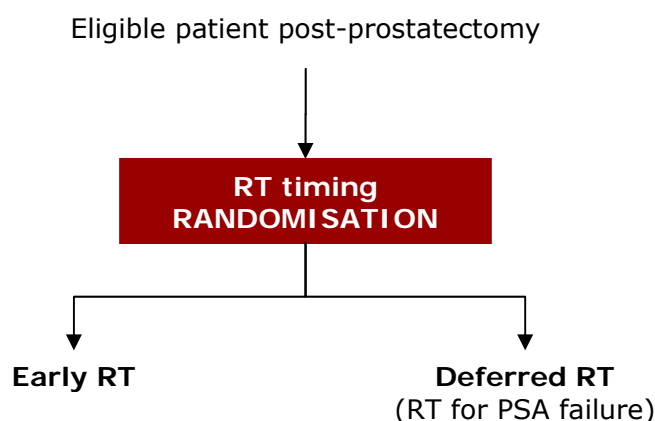 Eligible patient post-prostatectomy
RT timing
RANDOMISATION
Early RT
Deferred RT
(RT for PSA failure)